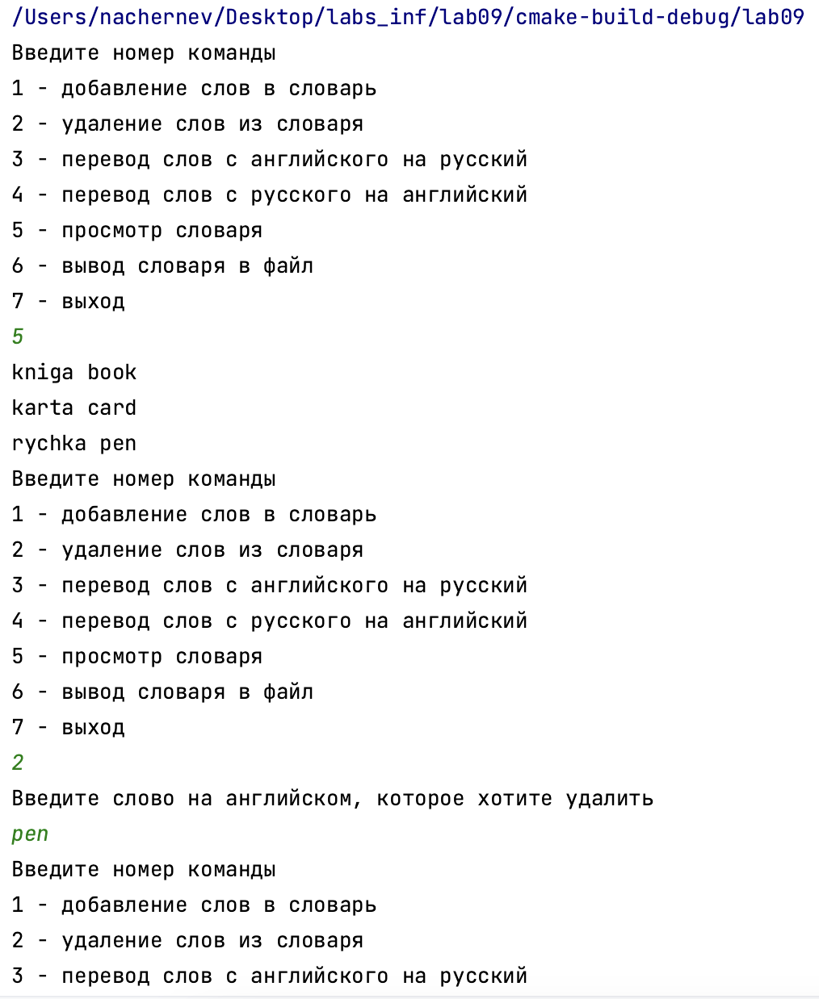 /Users/nachernev/Desktop/labs_inf/lab09/cmake-build-debug/lab09
Введите номер команды
1 - добавление слов в словарь
2 - удаление слов из словаря
3 - перевод слов с английского на русский
4 - перевод слов с русского на английский
5 - просмотр словаря
6 - вывод словаря в файл
7 - выход
5
kniga book
karta card
rychka pen
Введите номер команды
1 - добавление слов в словарь
2 - удаление слов из словаря
3 - перевод слов с английского на русский
4 - перевод слов с русского на английский
5 - просмотр словаря
6 - вывод словаря в файл
7 - выход
2
Введите слово на английском, которое хотите удалить
pen
Введите номер команды
1 - добавление слов в словарь
2 - удаление слов из словаря
3 - перевод слов с английского на русский